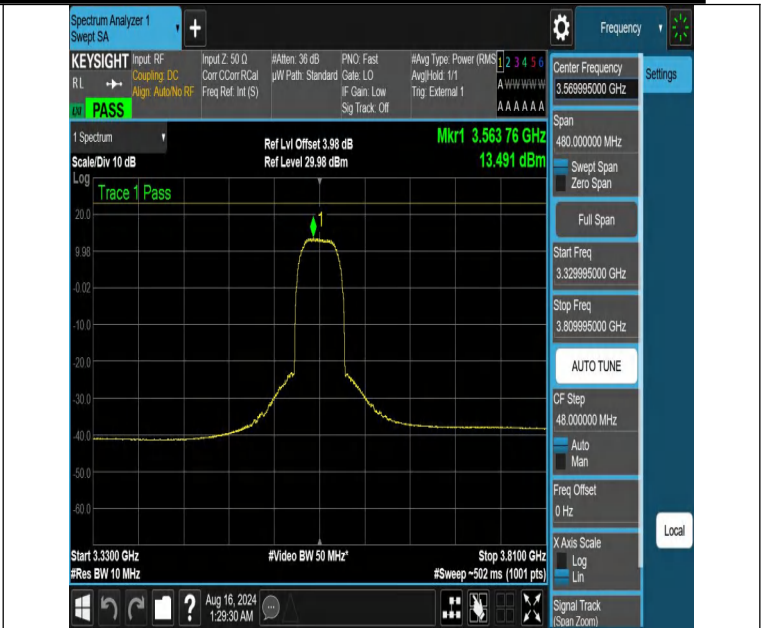 Spectrum Analyzer 1
Swept SA
+
Frequency
KEYSIGHT
RL
PASS
Input: RF
Coupling: DC
Align: Auto/No RF
Input Z: 50 Ω
Corr CCorr RCal
Freq Ref: Int (S)
#Atten: 36 dB
µW Path: Standard
PNO: Fast
Gate: LO
IF Gain: Low
Sig Track: Off
#Avg Type: Power (RMS
Avg|Hold: 1/1
Trig: External 1
1 2 3 4 5 6
A W W W W W
A A A A A A
1 Spectrum
Scale/Div 10 dB
Log
Ref Lvl Offset 3.98 dB
Ref Level 29.98 dBm
Mkr1 3.563 76 GHz
13.491 dBm
Trace 1 Pass
1
20.0
9.98
-0.02
-10.0
-20.0
-30.0
-40.0
-50.0
-60.0
Start 3.3300 GHz
#Res BW 10 MHz
#Video BW 50 MHz*
Stop 3.8100 GHz
#Sweep ~502 ms (1001 pts)
?
Aug 16, 2024
1:29:30 AM
Center Frequency
3.569995000 GHz
Settings
Span
480.000000 MHz
Swept Span
Zero Span
Full Span
Start Freq
3.329995000 GHz
Stop Freq
3.809995000 GHz
AUTO TUNE
CF Step
48.000000 MHz
Auto
Man
Freq Offset
0 Hz
X Axis Scale
Log
Lin
Local
Signal Track
(Span Zoom)